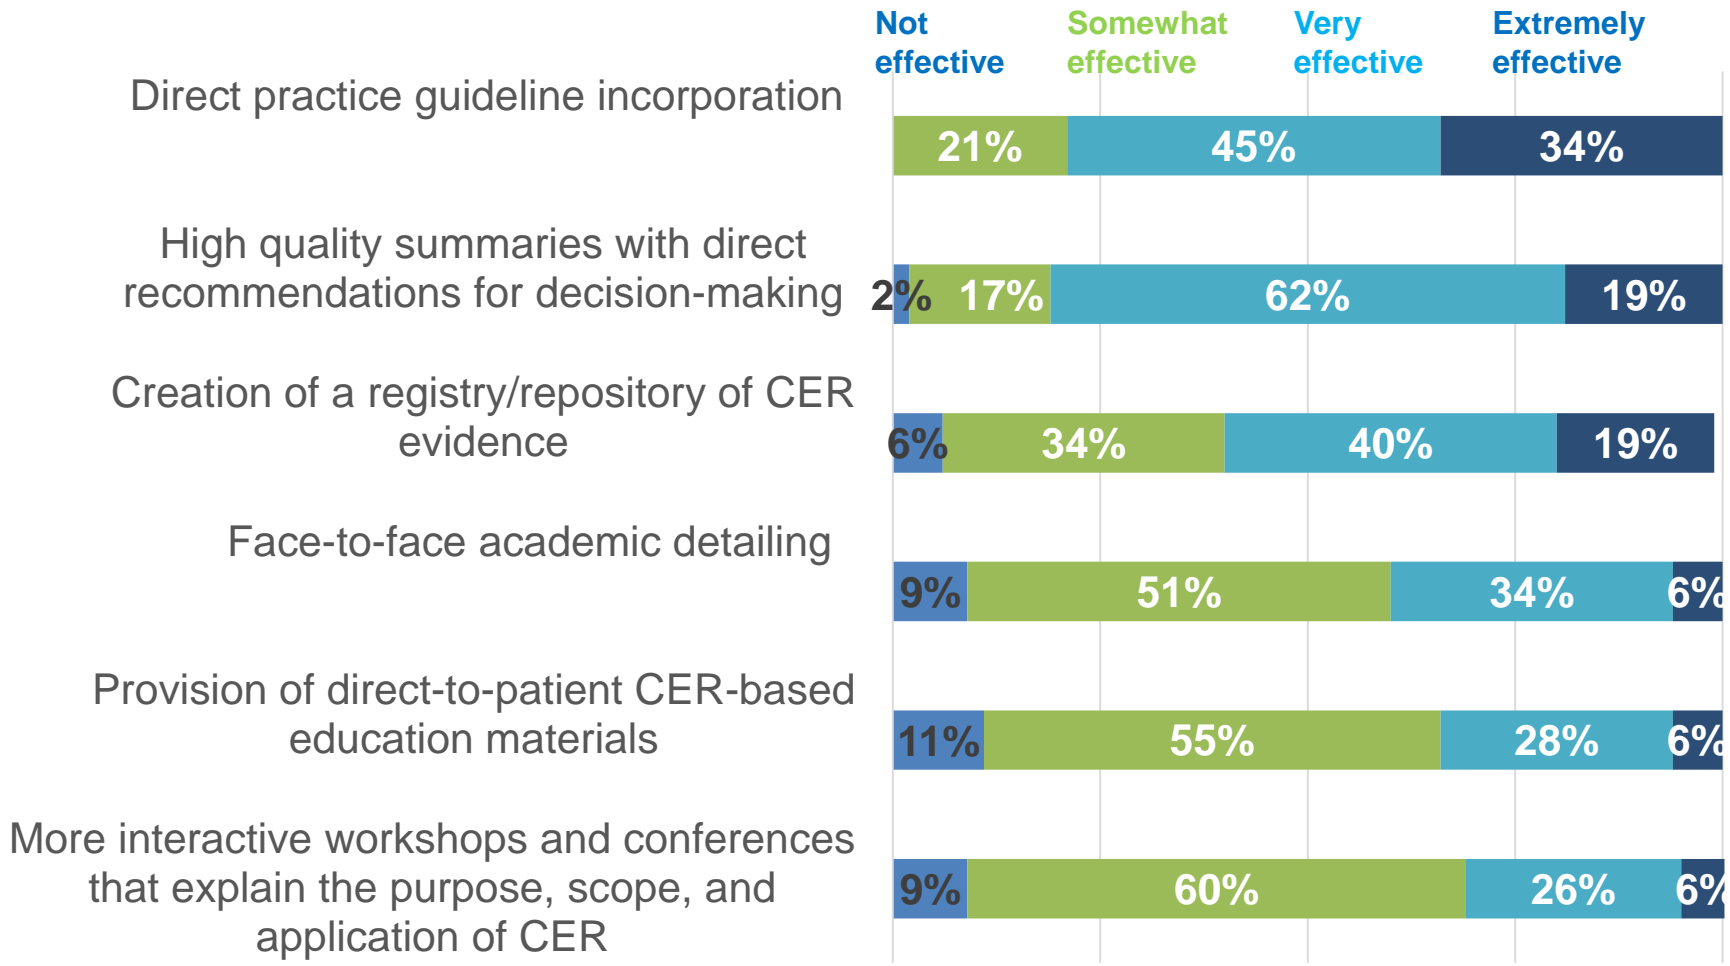 Not Somewhat Very Extremely
effective effective effective effective
Direct practice guideline incorporation
21% 45% 34%
High quality summaries with direct
recommendations for decision-making
2% 17% 62% 19%
Creation of a registry/repository of CER
evidence
6% 34% 40% 19%
Face-to-face academic detailing
9% 51% 34% 6%
Provision of direct-to-patient CER-based
education materials
11% 55% 28% 6%
More interactive workshops and conferences
that explain the purpose, scope, and
application of CER
9% 60% 26% 6%